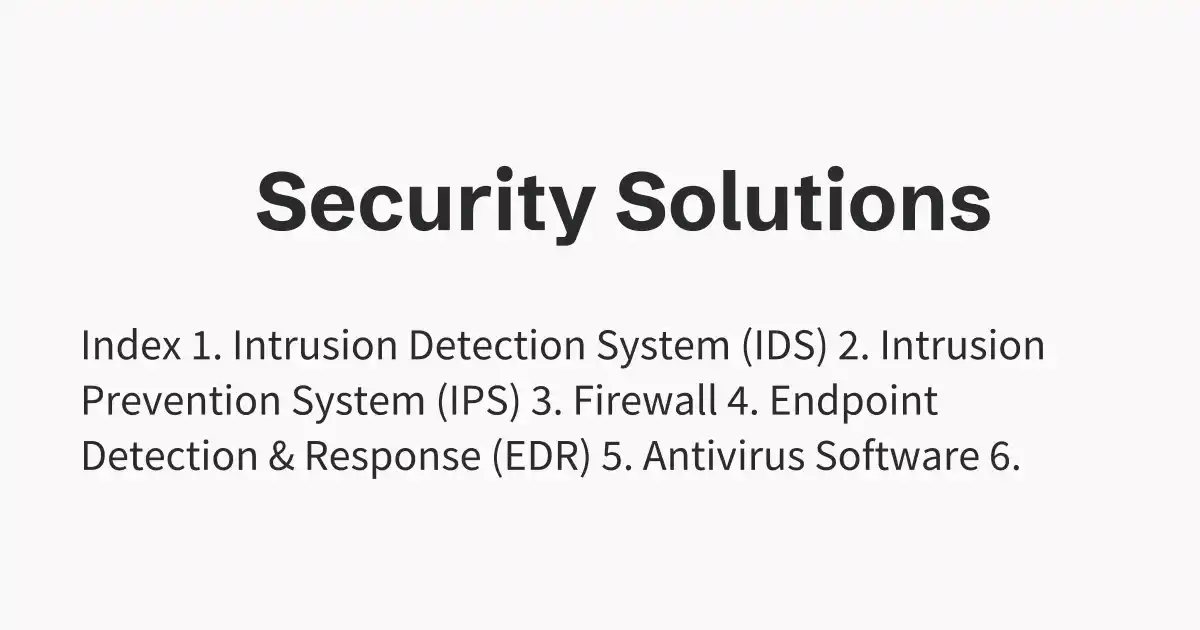 Security Solutions
Index 1. Intrusion Detection System (IDS) 2. Intrusion
Prevention System (IPS) 3. Firewall 4. Endpoint
Detection & Response (EDR) 5. Antivirus Software 6.